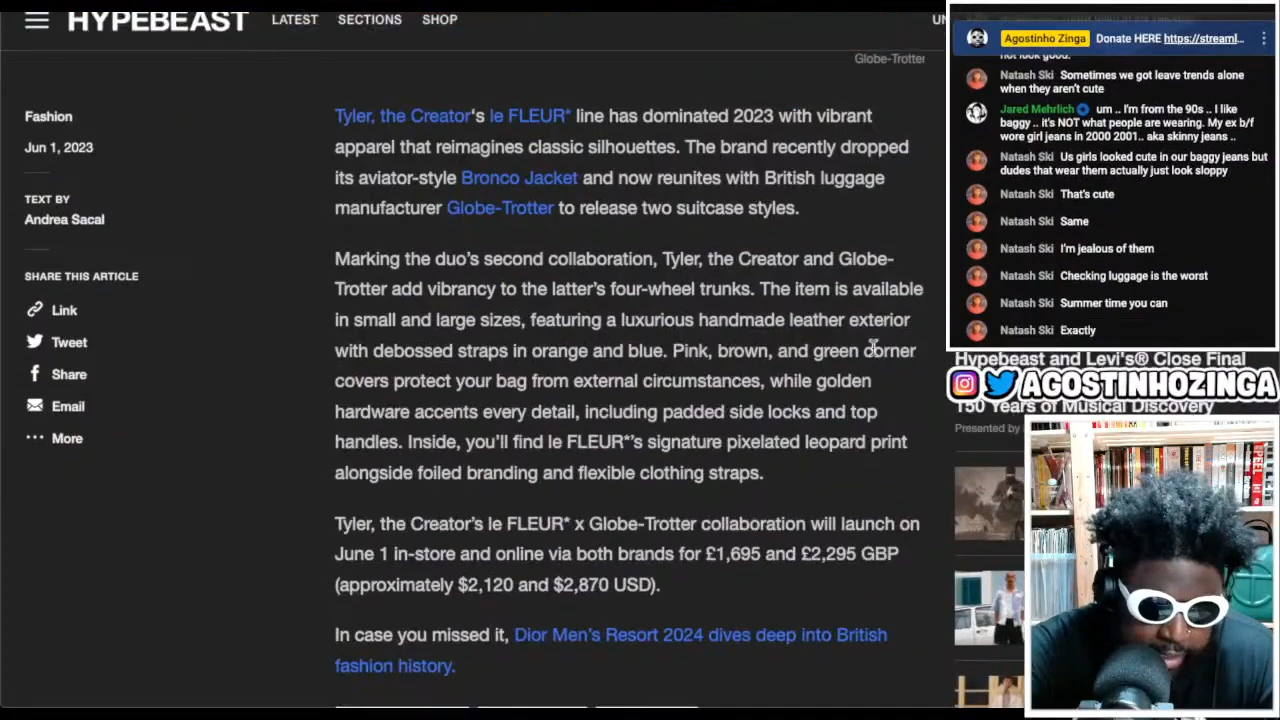 HYPEBEAST
LATEST
SECTIONS
SHOP
UN
Globe-Trotter
Fashion
Jun 1, 2023
TEXT BY
Andrea Sacal
SHARE THIS ARTICLE
Link
Tweet
Share
Email
More
Tyler, the Creator's le FLEUR* line has dominated 2023 with vibrant
apparel that reimagines classic silhouettes. The brand recently dropped
its aviator-style Bronco Jacket and now reunites with British luggage
manufacturer Globe-Trotter to release two suitcase styles.
Marking the duo's second collaboration, Tyler, the Creator and Globe-
Trotter add vibrancy to the latter's four-wheel trunks. The item is available
in small and large sizes, featuring a luxurious handmade leather exterior
with debossed straps in orange and blue. Pink, brown, and green corner
covers protect your bag from external circumstances, while golden
hardware accents every detail, including padded side locks and top
handles. Inside, you'll find le FLEUR*'s signature pixelated leopard print
alongside foiled branding and flexible clothing straps.
Tyler, the Creator's le FLEUR* x Globe-Trotter collaboration will launch on
June 1 in-store and online via both brands for £1,695 and £2,295 GBP
(approximately $2,120 and $2,870 USD).
In case you missed it, Dior Men's Resort 2024 dives deep into British
fashion history.
Agostinho Zinga Donate HERE https://streaml...
not look good.
Natash Ski Sometimes we got leave trends alone
when they aren't cute
Jared Mehrlich um .. I'm from the 90s .. I like
baggy .. it's NOT what people are wearing. My ex b/f
wore girl jeans in 2000 2001.. aka skinny jeans ..
Natash Ski Us girls looked cute in our baggy jeans but
dudes that wear them actually just look sloppy
Natash Ski That's cute
Natash Ski Same
Natash Ski I'm jealous of them
Natash Ski Checking luggage is the worst
Natash Ski Summer time you can
Natash Ski Exactly
Hypebeast and Levi's® Close Final
AGOSTINHOZINGA
150 Years of Musical Discovery
Presented by